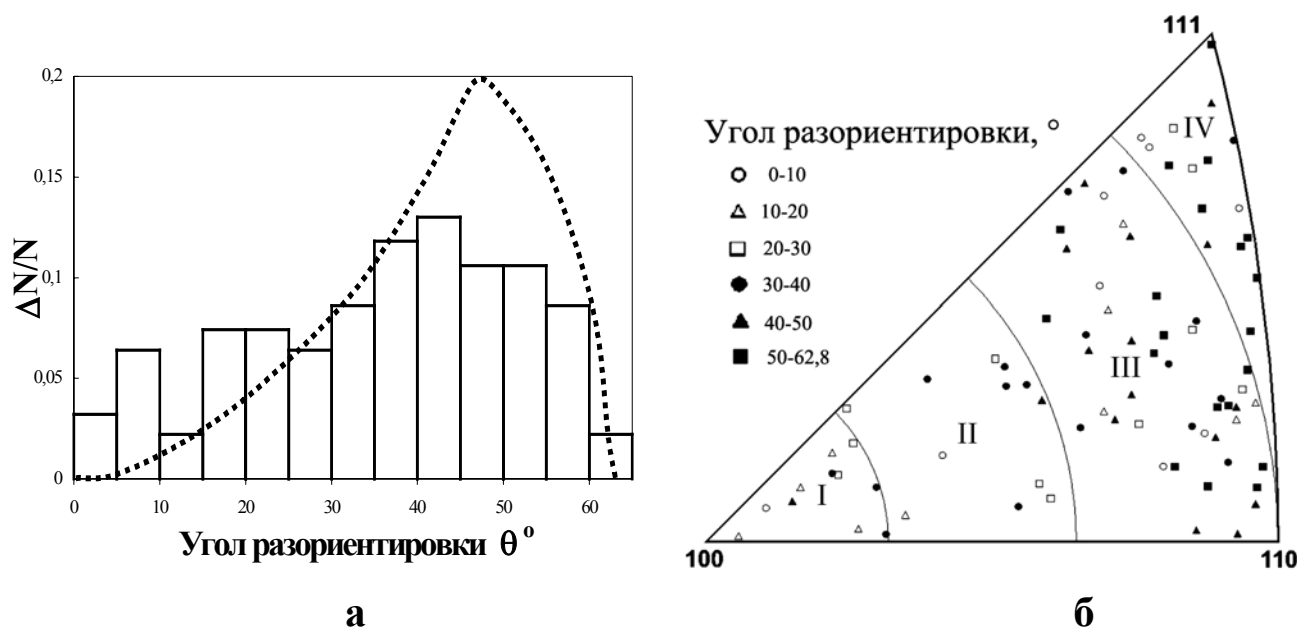 0,2
0,15
0,1
0,05
0
ΔN/N
0 10 20 30 40 50 60
Угол разориентировки θ°
а
111
Угол разориентировки, °
0-10
10-20
20-30
30-40
40-50
50-62,8
IV
III
II
I
100
110
б